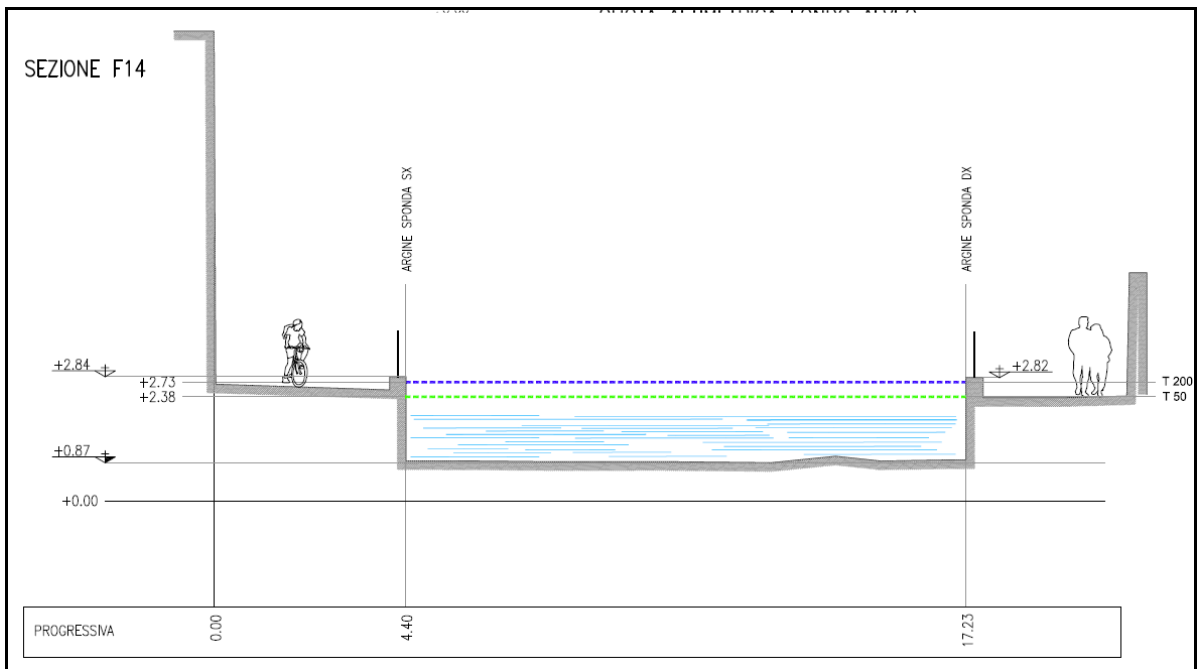 SEZIONE F14
ARGINE SPONDA SX
ARGINE SPONDA DX
+2.84
+2.82
+2.73
T 200
+2.38
T 50
+0.87
+0.00
PROGRESSIVA
0.00
4.40
17.23